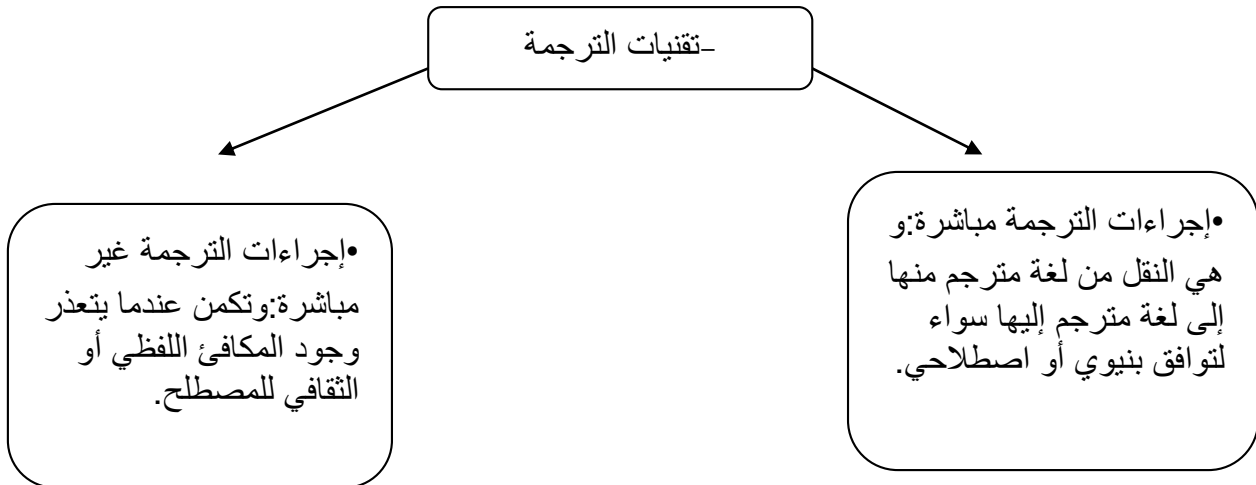 -تقنيات الترجمة
•إجراءات الترجمة مباشرة:و
هي النقل من لغة مترجم منها
إلى لغة مترجم إليها سواء
لتوافق بنيوي أو اصطلاحي.
•إجراءات الترجمة غير
مباشرة:وتكمن عندما يتعذر
وجود المكافئ اللفظي أو
الثقافي للمصطلح.